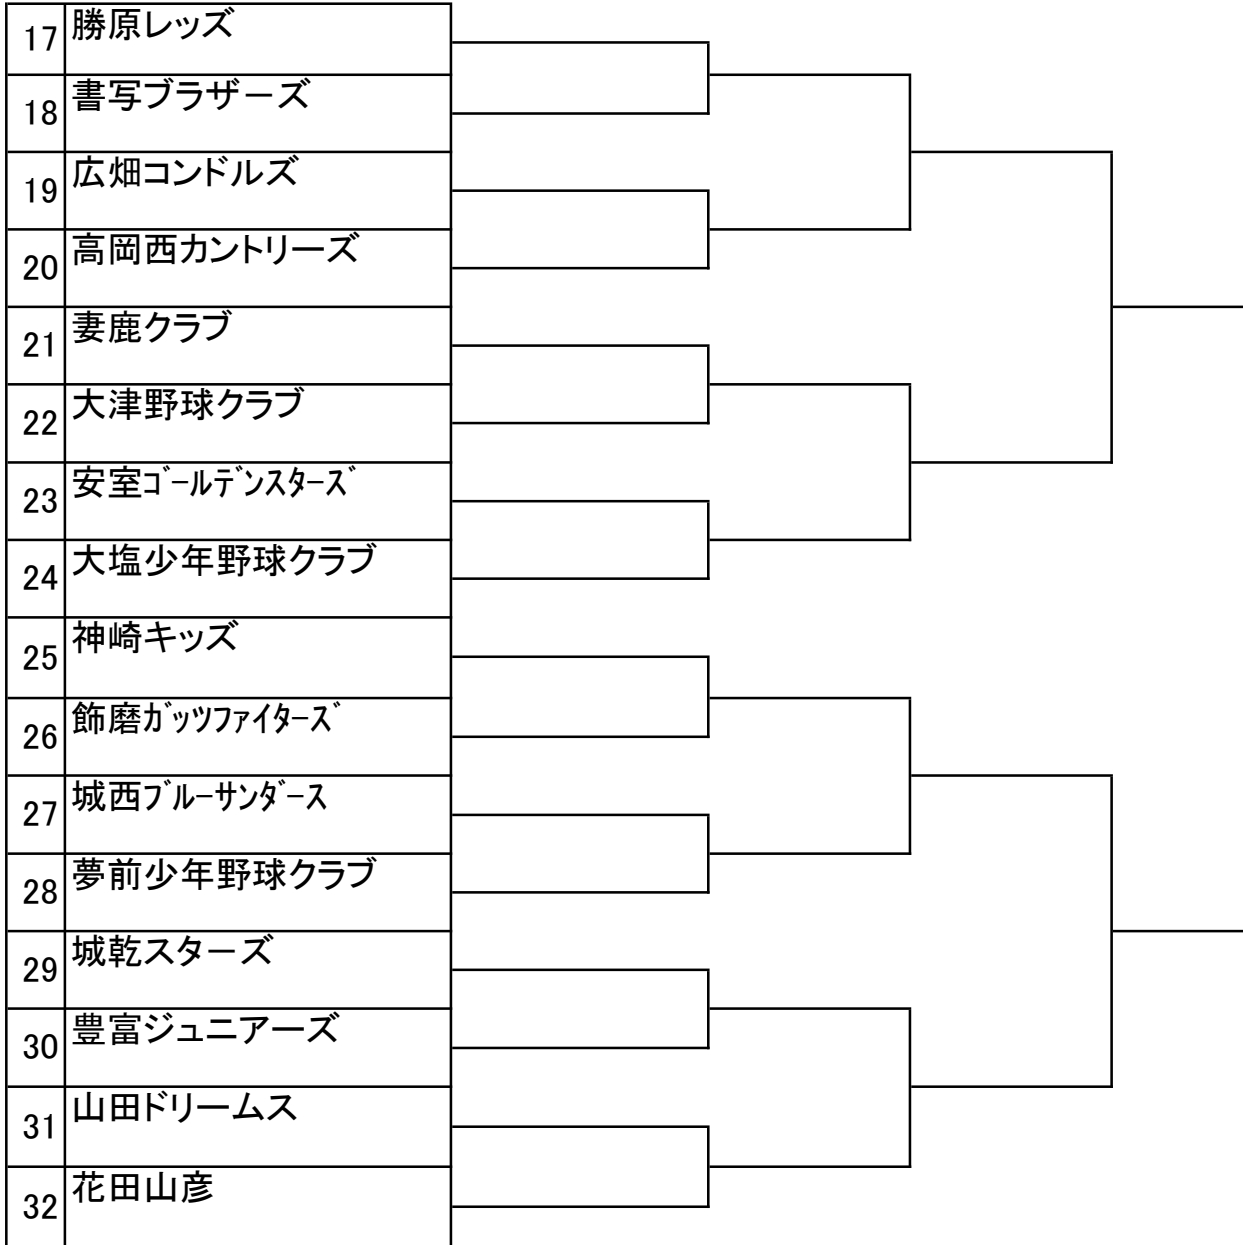 17 勝原レッズ
18 書写ブラザーズ
19 広畑コンドルズ
20 高岡西カントリーズ
21 妻鹿クラブ
22 大津野球クラブ
23 安室ｺﾞｰﾙﾃﾞﾝｽﾀｰｽﾞ
24 大塩少年野球クラブ
25 神崎キッズ
26 飾磨ｶﾞｯﾂﾌｧｲﾀｰｽﾞ
27 城西ﾌﾞﾙｰｻﾝﾀﾞｰｽ
28 夢前少年野球クラブ
29 城乾スターズ
30 豊富ジュニアーズ
31 山田ドリームス
32 花田山彦